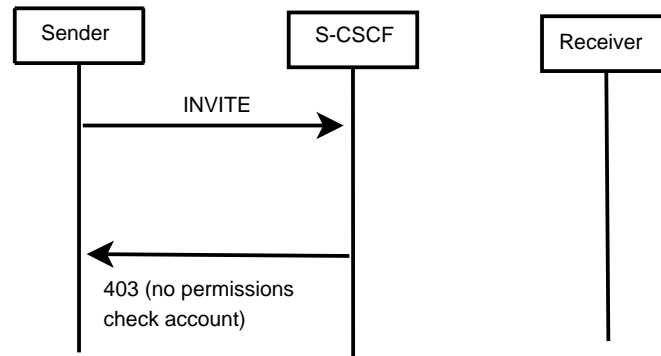 Sender
S-CSCF
Receiver
INVITE
403 (no permissions
check account)